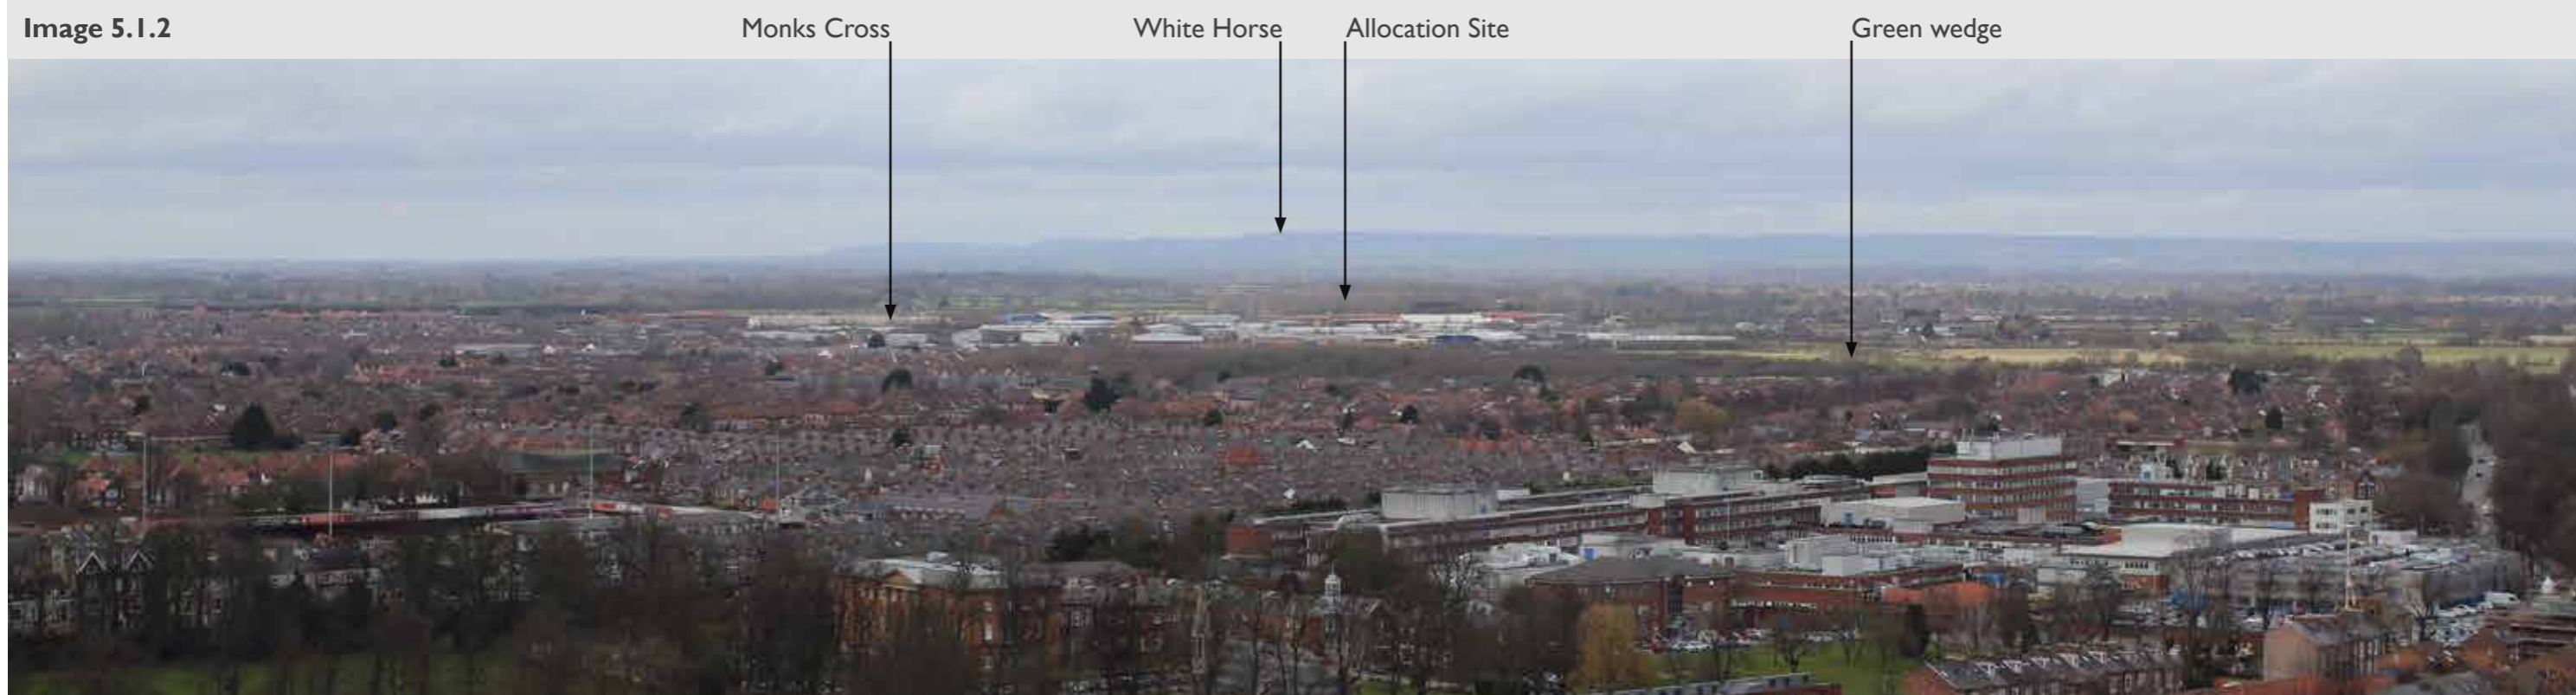 Image 5.1.2
Monks Cross
White Horse
Allocation Site
Green wedge